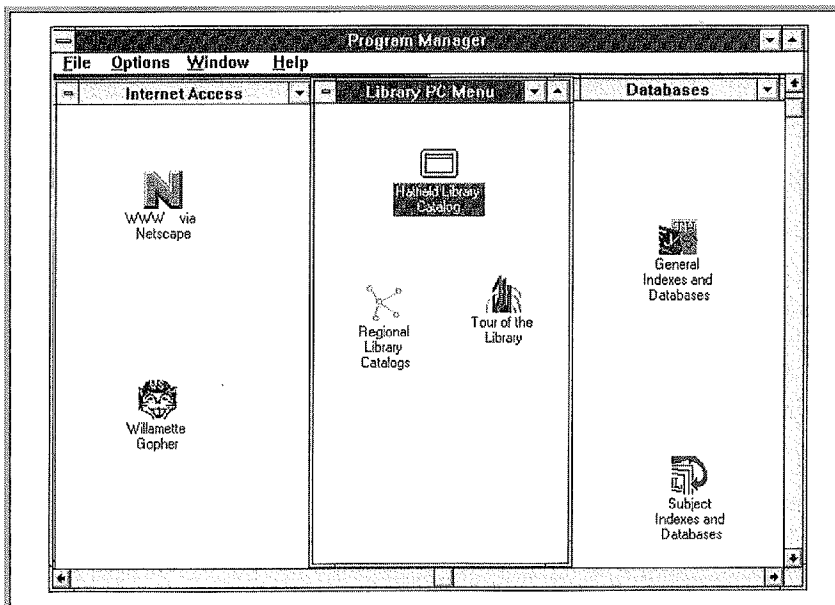 Program Manager
File Options Window Help
Internet Access
WWW via
Netscape
Willamette
Gopher
Library PC Menu
Hatfield Library
Catalog
Regional
Library
Catalogs
Tour of the
Library
Databases
General
Indexes and
Databases
Subject
Indexes and
Databases